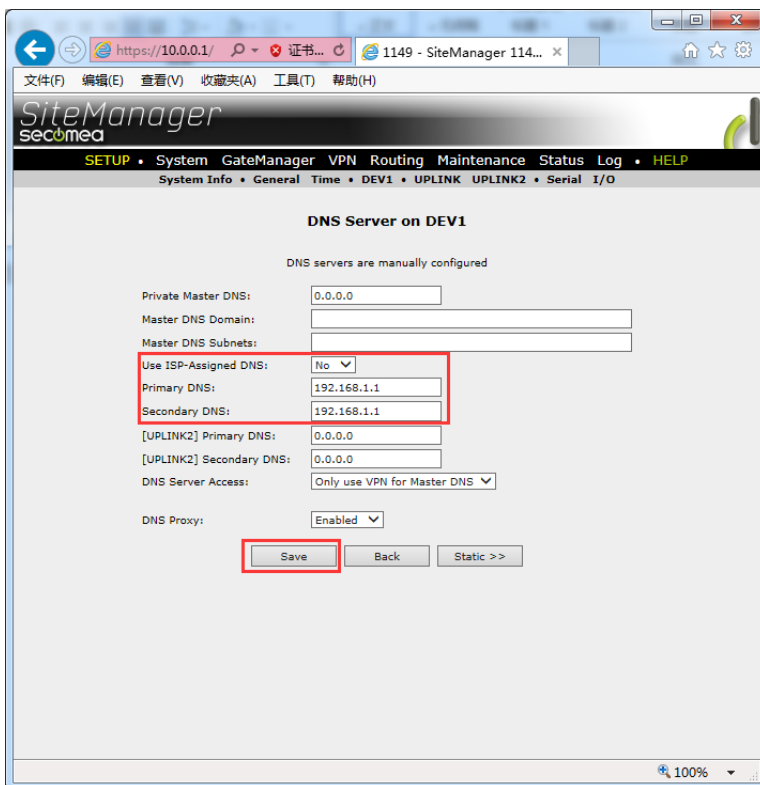 https://10.0.0.1/ 证书... 1149 - SiteManager 114... ×
文件(F) 编辑(E) 查看(V) 收藏夹(A) 工具(T) 帮助(H)
SiteManager
secomea
SETUP • System GateManager VPN Routing Maintenance Status Log • HELP
System Info • General Time • DEV1 • UPLINK UPLINK2 • Serial I/O
DNS Server on DEV1
DNS servers are manually configured
Private Master DNS: 0.0.0.0
Master DNS Domain:
Master DNS Subnets:
Use ISP-Assigned DNS: No
Primary DNS: 192.168.1.1
Secondary DNS: 192.168.1.1
[UPLINK2] Primary DNS: 0.0.0.0
[UPLINK2] Secondary DNS: 0.0.0.0
DNS Server Access: Only use VPN for Master DNS
DNS Proxy: Enabled
Save Back Static >>
100%